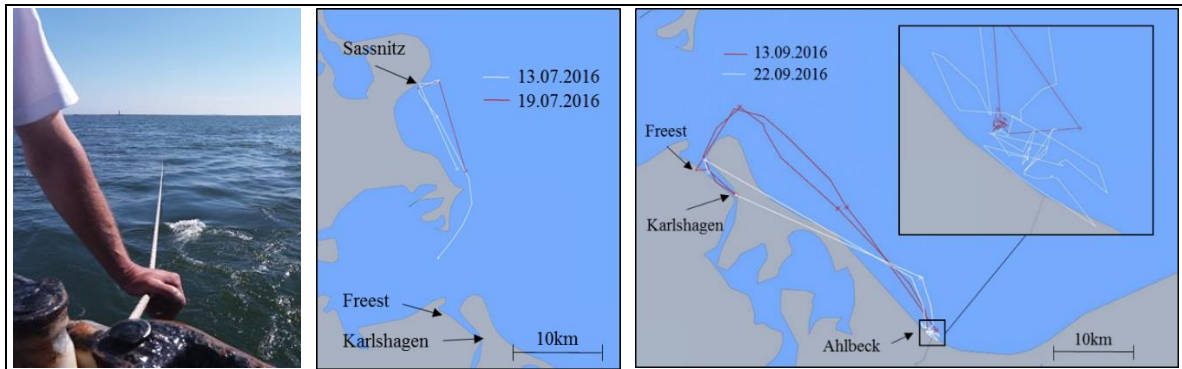 Sassnitz
13.07.2016
19.07.2016
Freest
Karlshagen
10km
13.09.2016
22.09.2016
Freest
Karlshagen
Ahlbeck
10km